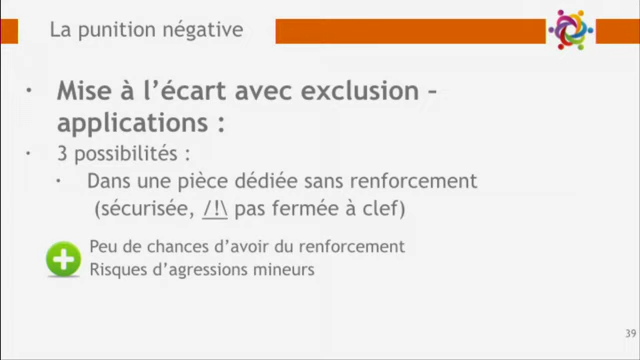 La punition négative
· Mise à l’écart avec exclusion –
applications :
· 3 possibilités :
· Dans une pièce dédiée sans renforcement
(sécurisée, /!\ pas fermée à clef)
Peu de chances d’avoir du renforcement
Risques d’agressions mineurs
39